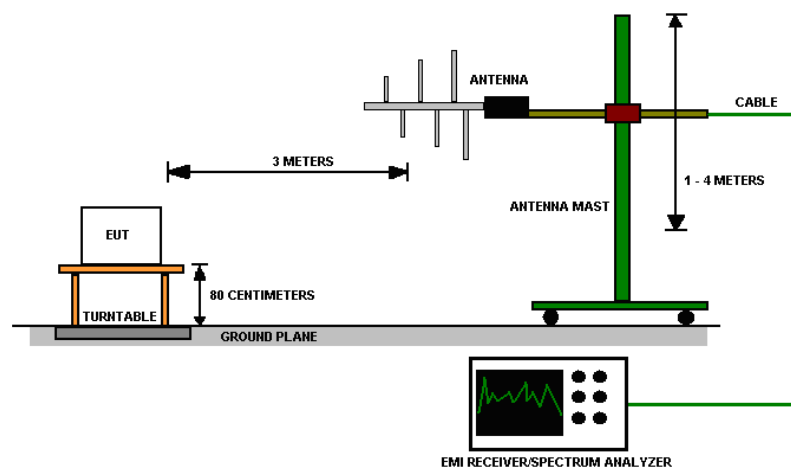 ANTENNA
CABLE
3 METERS
1 - 4 METERS
ANTENNA MAST
EUT
80 CENTIMETERS
TURNTABLE
GROUND PLANE
EMI RECEIVER/SPECTRUM ANALYZER